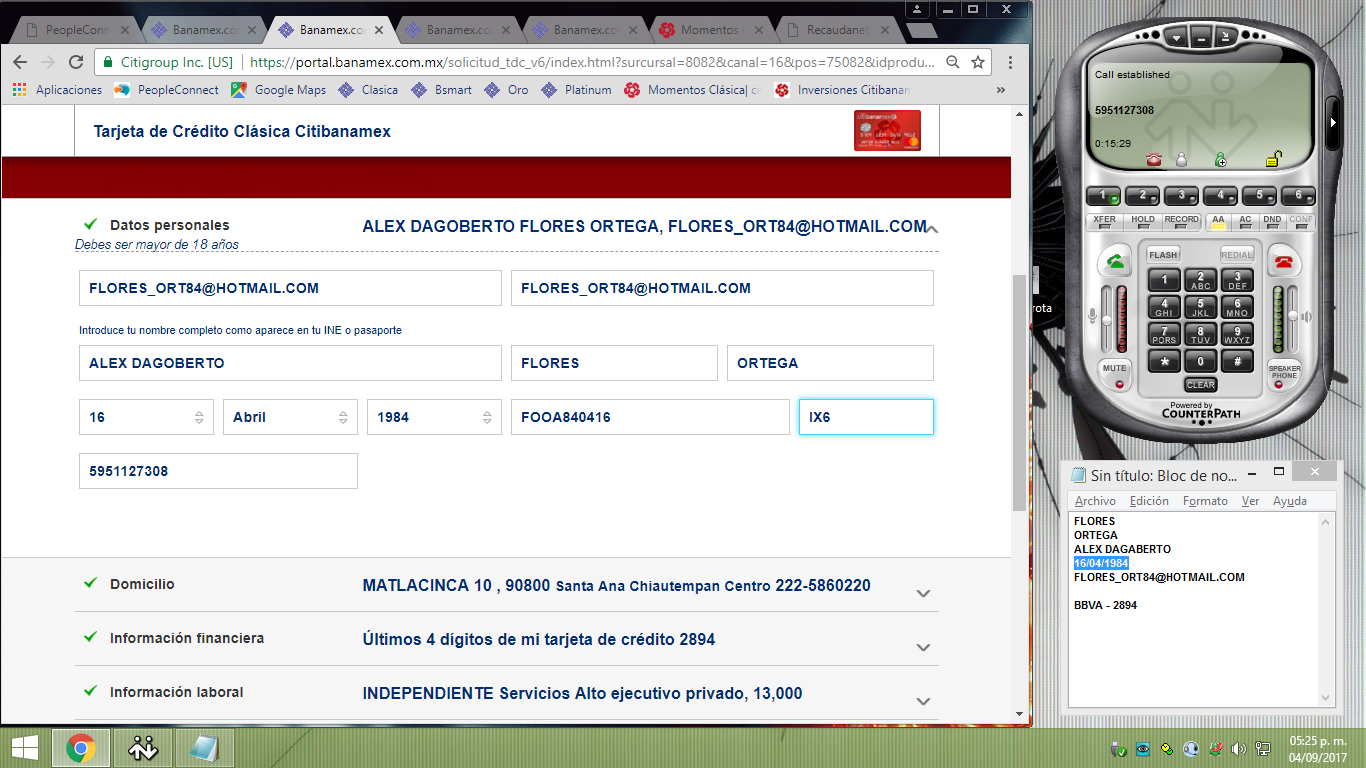 PeopleConn
Banamex.co
Banamex.co
Banamex.co
Banamex.co
Momentos
Recaudanet
Citigroup Inc. [US]
https://portal.banamex.com.mx/solicitud_tdc_v6/index.html?surcursal=8082&canal=16&pos=75082&idprodu...
Aplicaciones
PeopleConnect
Google Maps
Clasica
Bsmart
Oro
Platinum
Momentos Clásica| ci
Inversiones Citibanam
»
Tarjeta de Crédito Clásica Citibanamex
Datos personales
ALEX DAGOBERTO FLORES ORTEGA, FLORES_ORT84@HOTMAIL.COM
Debes ser mayor de 18 años
FLORES_ORT84@HOTMAIL.COM
FLORES_ORT84@HOTMAIL.COM
Introduce tu nombre completo como aparece en tu INE o pasaporte
ALEX DAGOBERTO
FLORES
ORTEGA
16
Abril
1984
FOOA840416
IX6
5951127308
Domicilio
MATLACINCA 10 , 90800 Santa Ana Chiautempan Centro 222-5860220
Información financiera
Últimos 4 dígitos de mi tarjeta de crédito 2894
Información laboral
INDEPENDIENTE Servicios Alto ejecutivo privado, 13,000
rota
Call established
5951127308
0:15:29
1 2 3 4 5 6
XFER HOLD RECORD AA AC DND CONF
FLASH
REDIAL
1
2 ABC
3 DEF
4 GHI
5 JKL
6 MNO
7 PQRS
8 TUV
9 WXYZ
* 0 #
MUTE
SPEAKER PHONE
CLEAR
Powered by
COUNTERPATH
Sin título: Bloc de no...
Archivo Edición Formato Ver Ayuda
FLORES
ORTEGA
ALEX DAGABERTO
16/04/1984
FLORES_ORT84@HOTMAIL.COM
BBVA - 2894
05:25 p. m.
04/09/2017